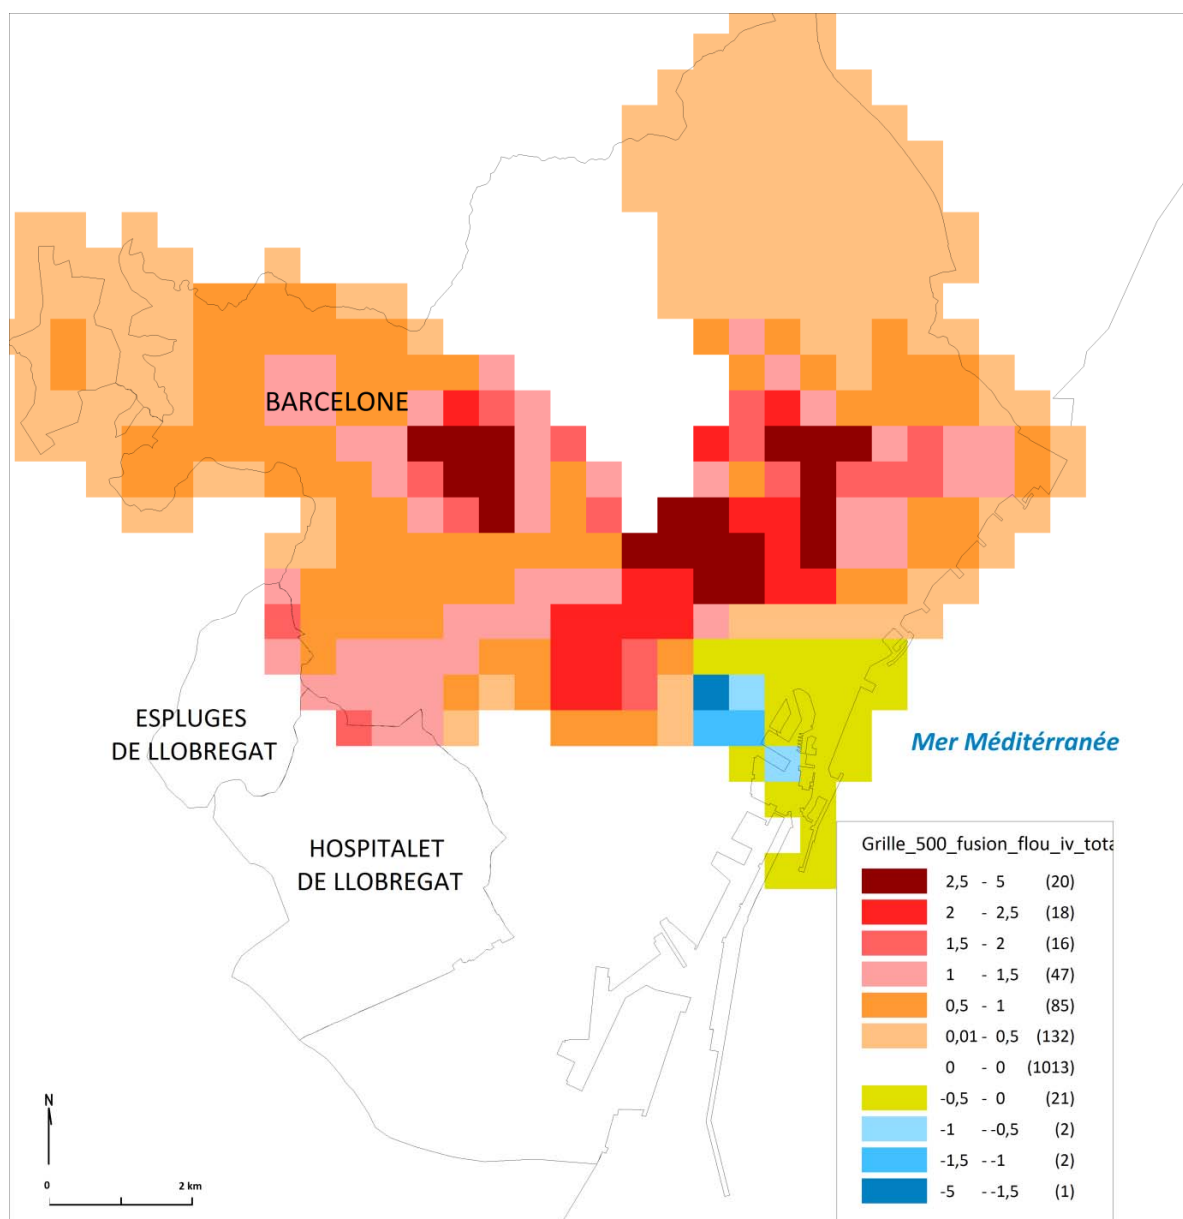 BARCELONE
ESPLUGES
DE LLOBREGAT
Mer Méditérranée
HOSPITALET
DE LLOBREGAT
Grille_500_fusion_flou_iv_tota
2,5 - 5 (20)
2 - 2,5 (18)
1,5 - 2 (16)
1 - 1,5 (47)
0,5 - 1 (85)
0,01 - 0,5 (132)
0 - 0 (1013)
-0,5 - 0 (21)
-1 - -0,5 (2)
-1,5 - -1 (2)
-5 - -1,5 (1)
N
0 2 km